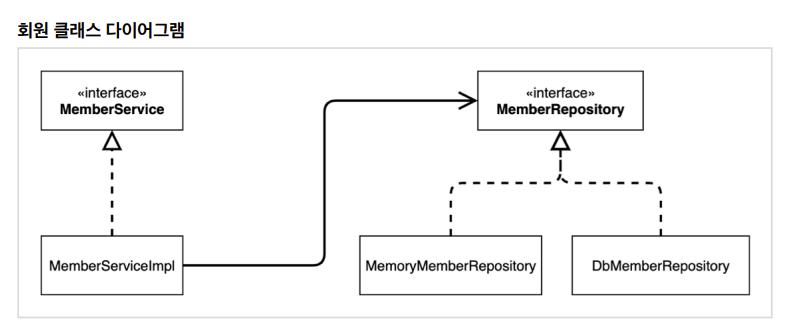 회원 클래스 다이어그램
«interface»
MemberService
«interface»
MemberRepository
MemberServiceImpl
MemoryMemberRepository
DbMemberRepository